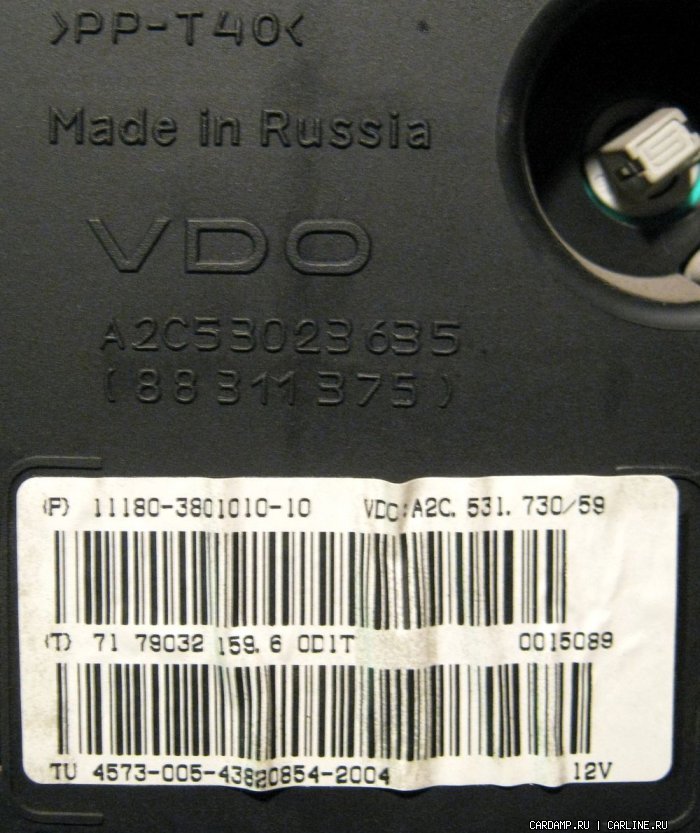 >PP-T40<
Made in Russia
VDO
A2C53023635
(88311375)
(F) 11180-3801010-10 VDO:A2C. 531. 730/59
(T) 71 79032 159. 6 OD1T 0015089
TU 4573-005-43820854-2004 12V
CARDAMP.RU | CARLINE.RU